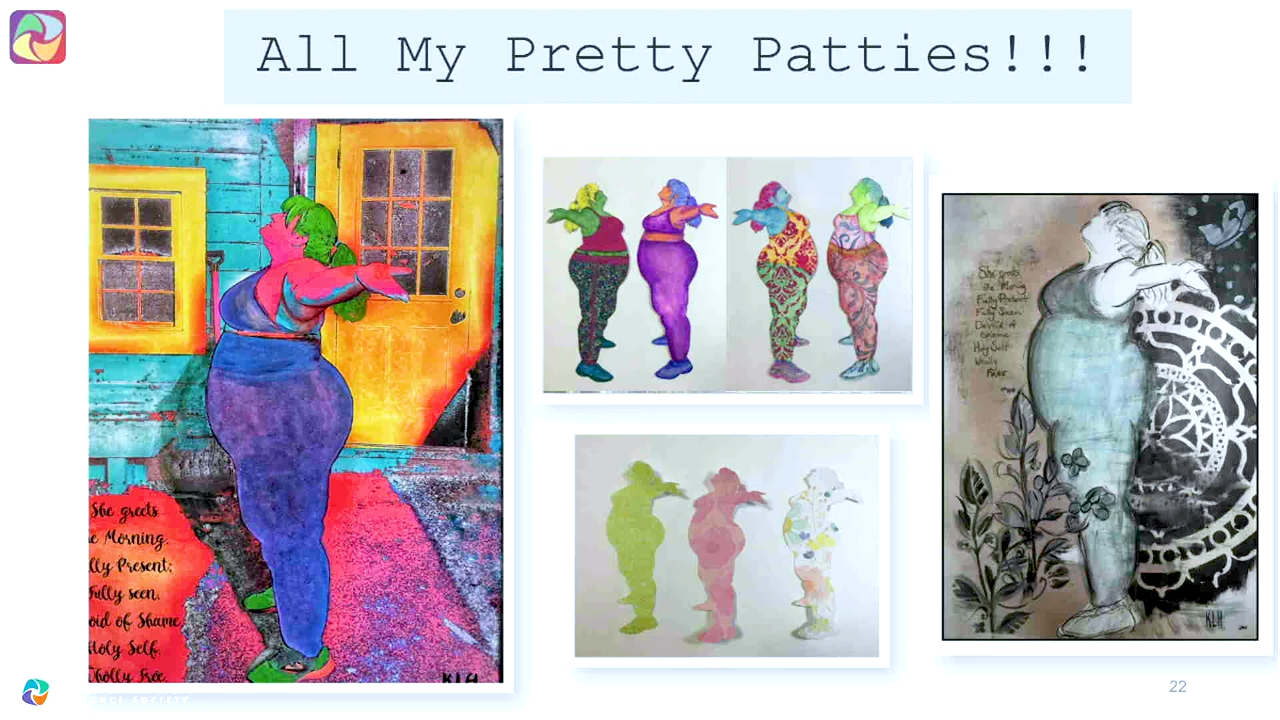 All My Pretty Patties!!!
She greets
e Morning.
lly Present;
Fully seen,
oid of Shame
Holy Self.
Wholly Free
KLH
She greets
the Morning
Fully Present
Fully Seen
Devoid of
Shame
Holy Self
Wholly
Free
KLH
22